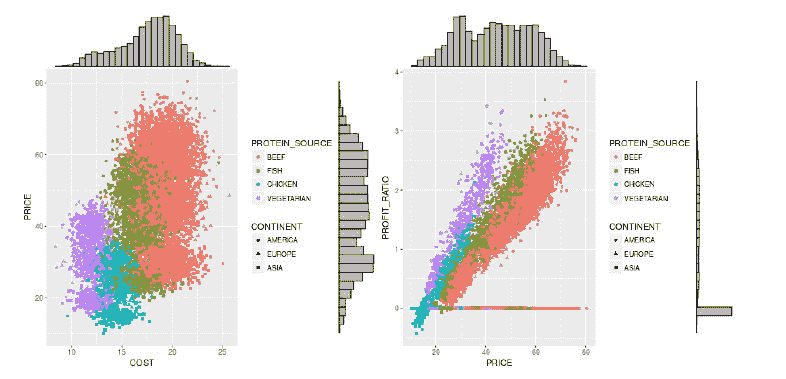 80
60
40
20
PRICE
10 15 20 25
COST
PROTEIN_SOURCE
BEEF
FISH
CHICKEN
VEGETARIAN
CONTINENT
AMERICA
EUROPE
ASIA
4
3
2
1
0
PROFIT_RATIO
20 40 60 80
PRICE
PROTEIN_SOURCE
BEEF
FISH
CHICKEN
VEGETARIAN
CONTINENT
AMERICA
EUROPE
ASIA